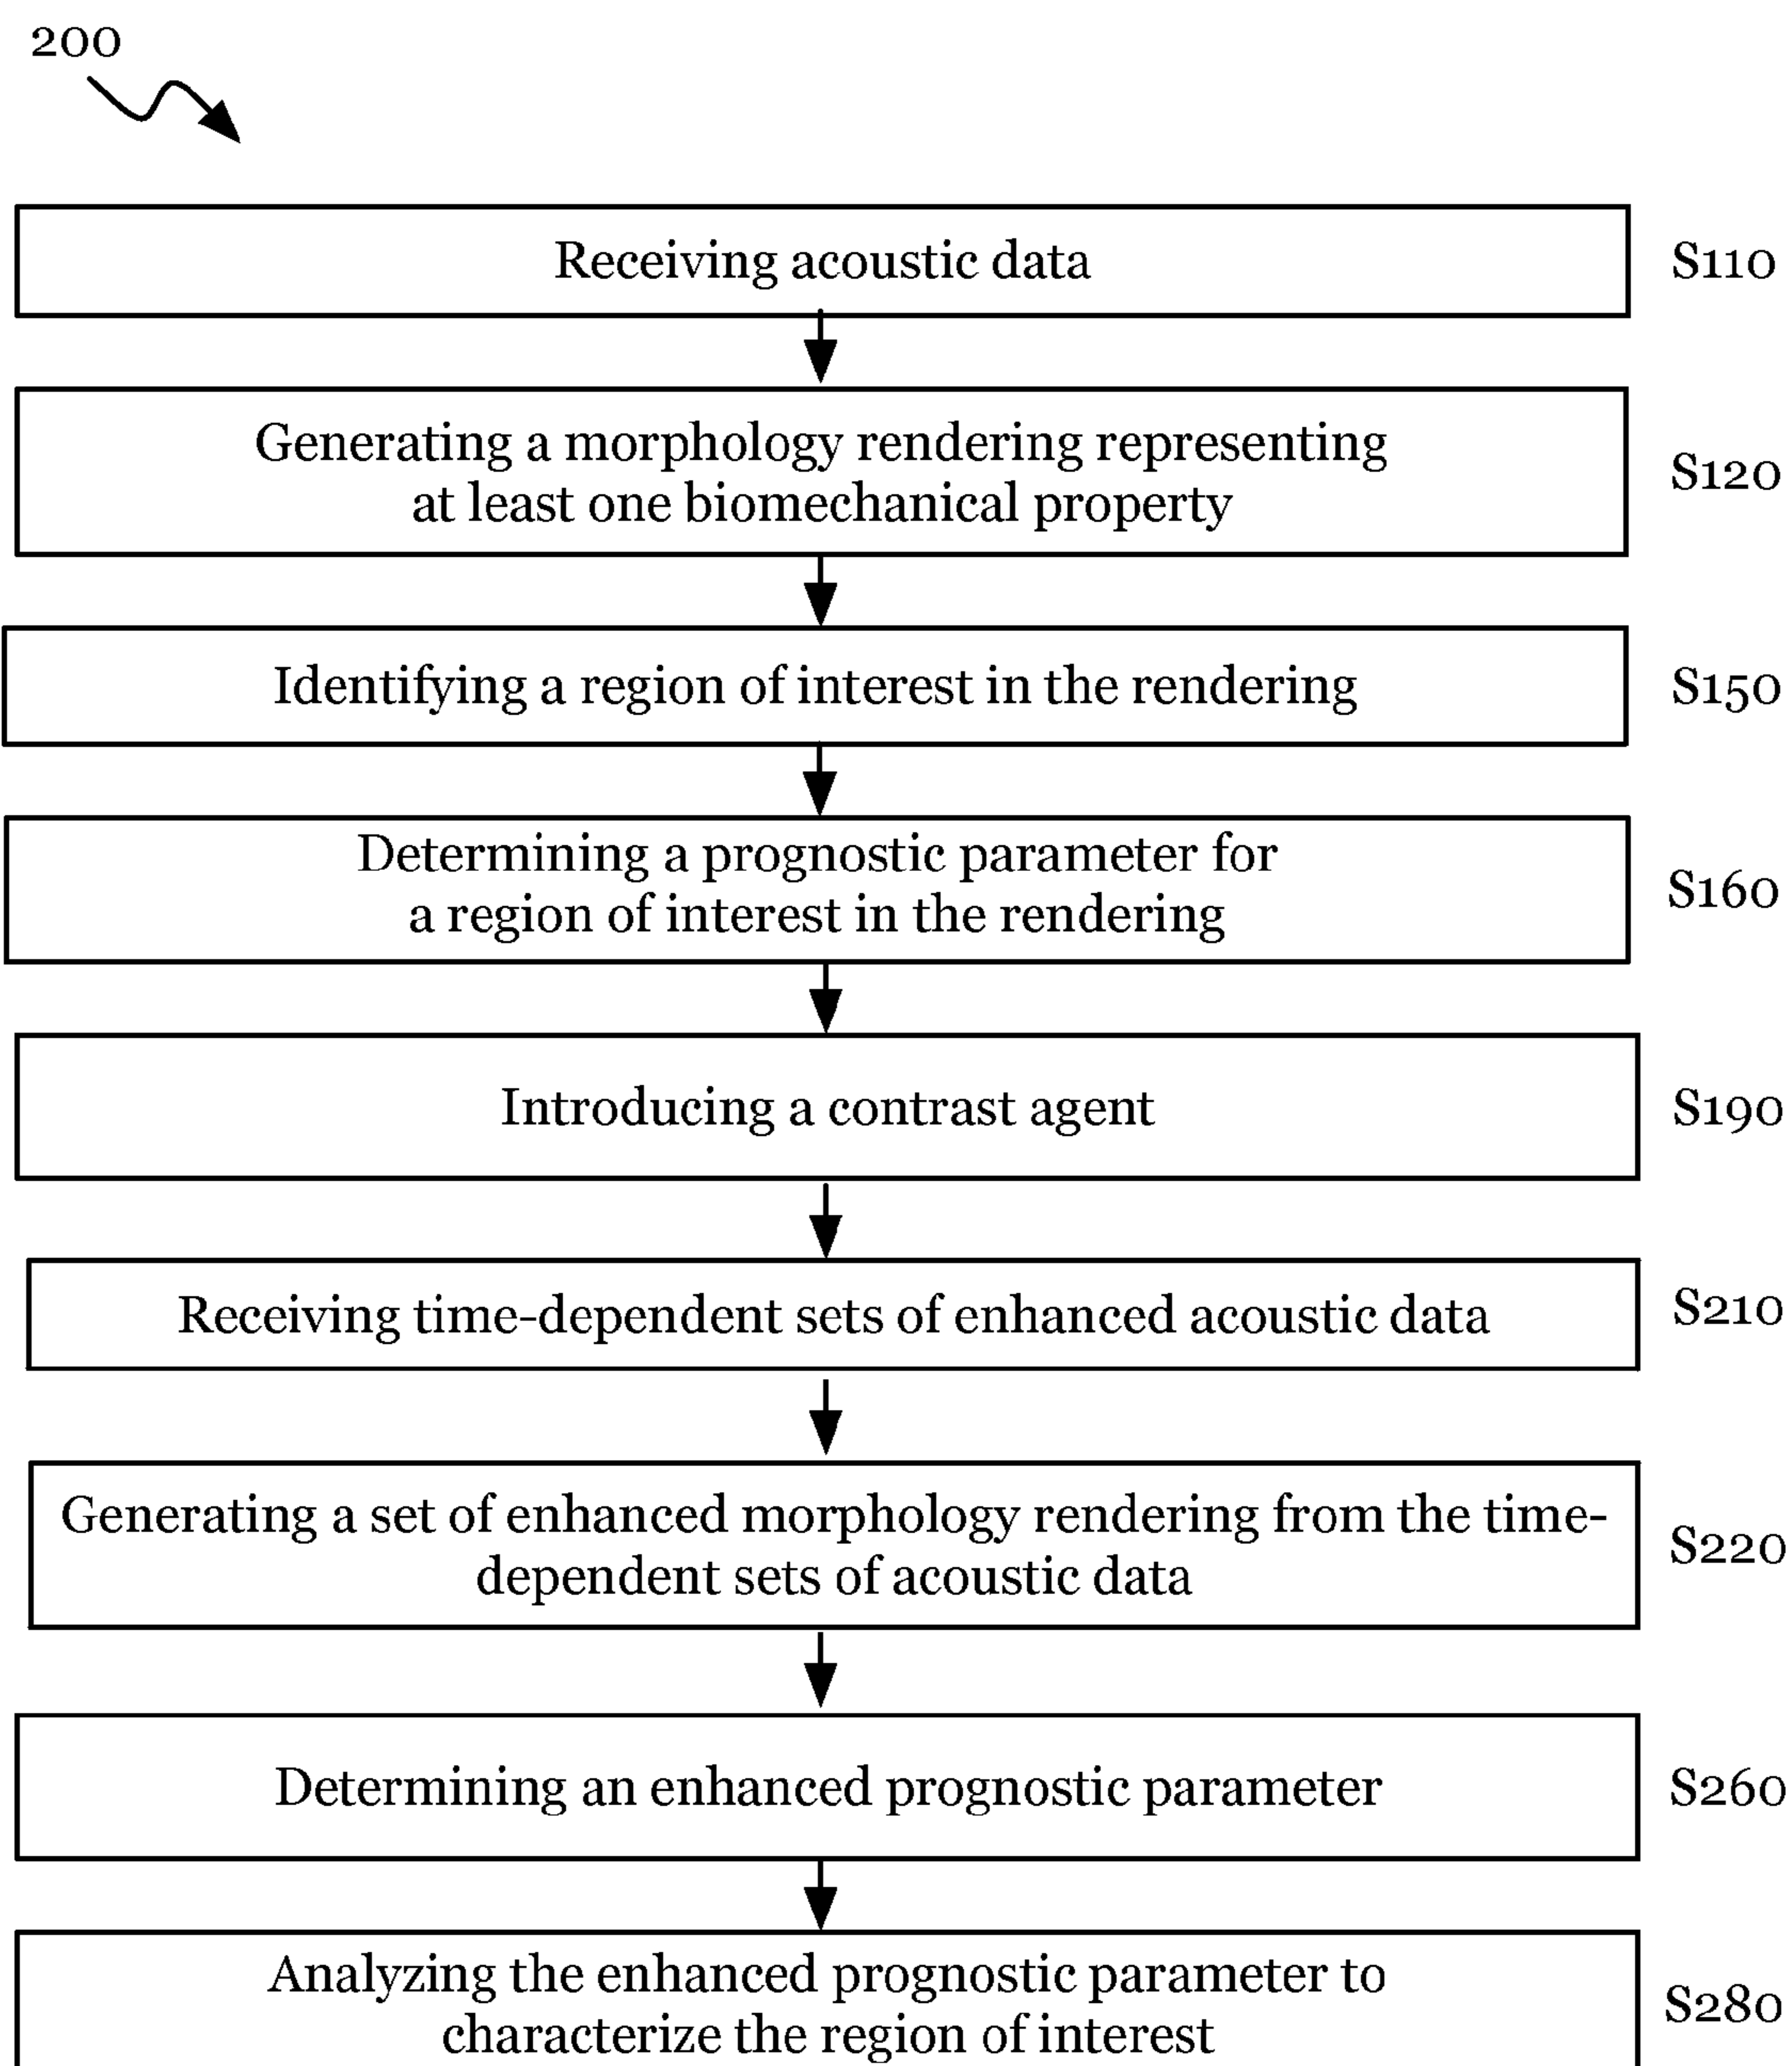 200
Receiving acoustic data
S110
Generating a morphology rendering representing
at least one biomechanical property
S120
Identifying a region of interest in the rendering
S150
Determining a prognostic parameter for
a region of interest in the rendering
S160
Introducing a contrast agent
S190
Receiving time-dependent sets of enhanced acoustic data
S210
Generating a set of enhanced morphology rendering from the time-
dependent sets of acoustic data
S220
Determining an enhanced prognostic parameter
S260
Analyzing the enhanced prognostic parameter to
characterize the region of interest
S280